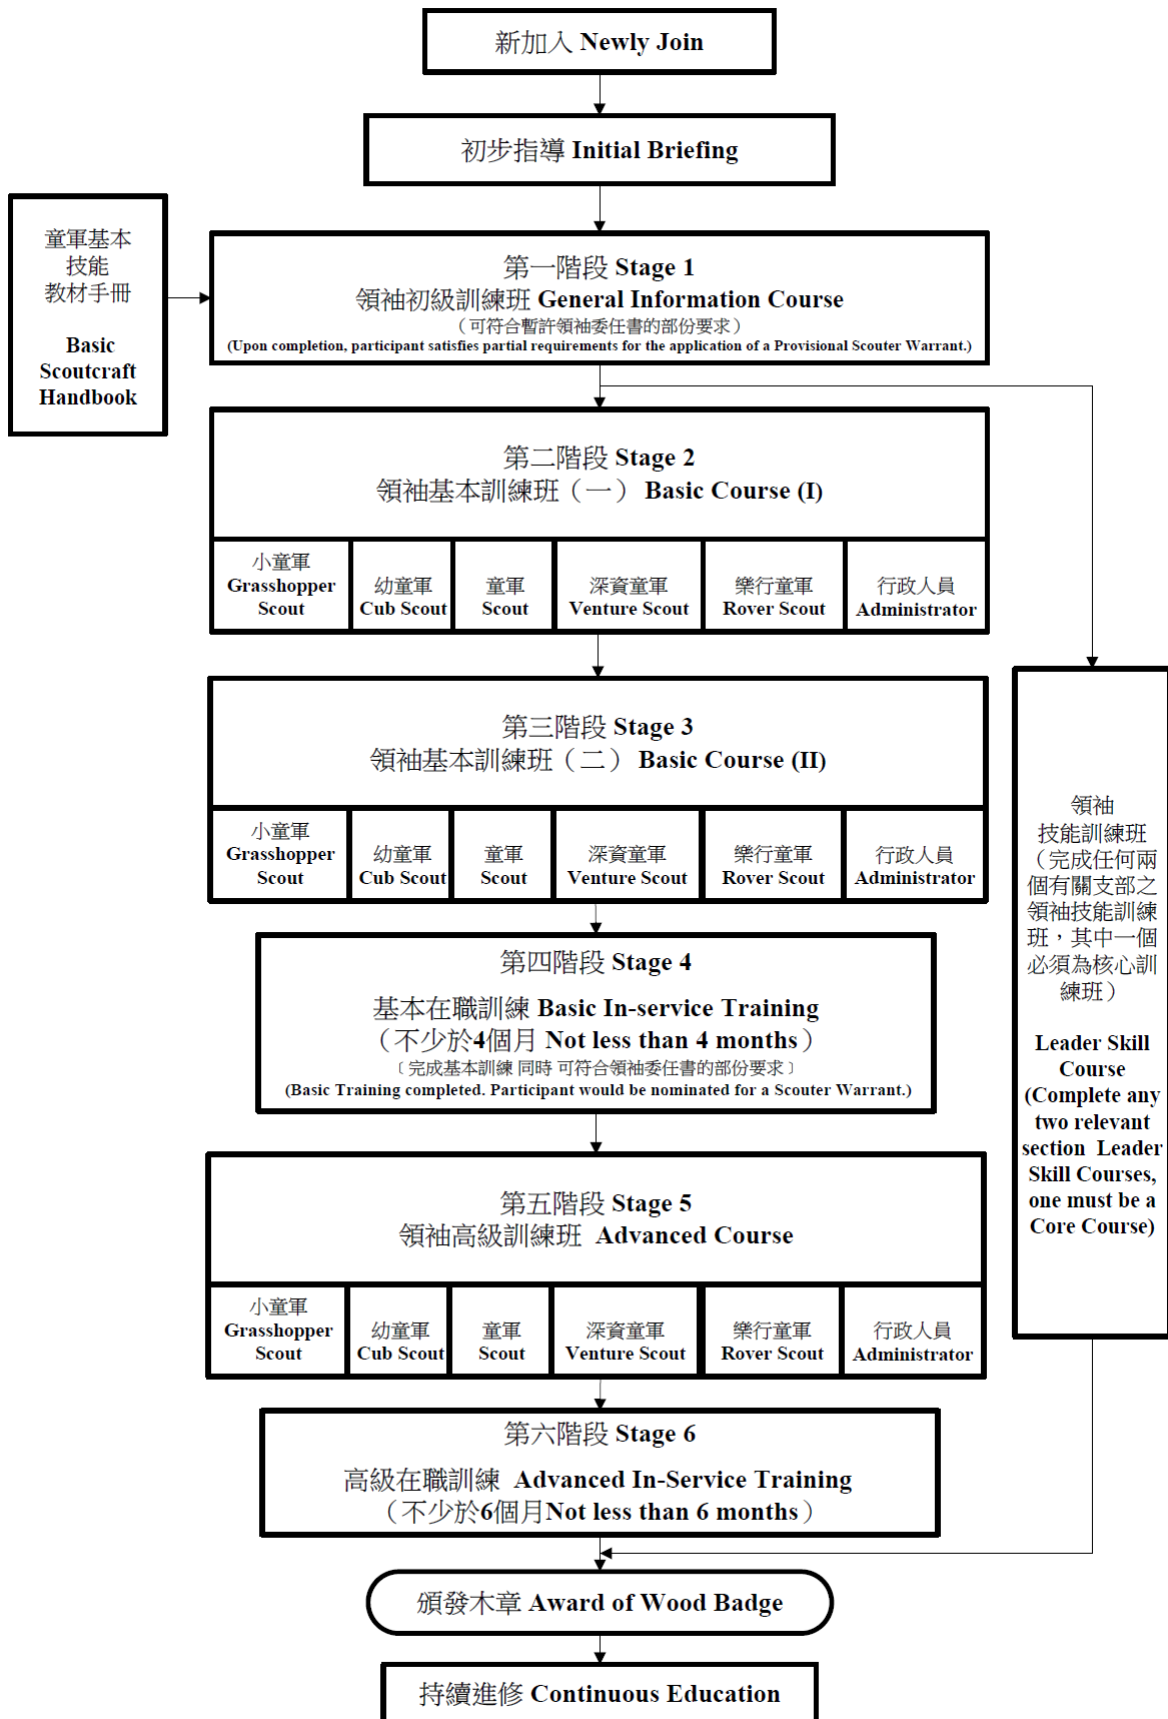 新加入 Newly Join
初步指導 Initial Briefing
童軍基本
技能
教材手冊
Basic
Scoutcraft
Handbook
第一階段 Stage 1
領袖初級訓練班 General Information Course
（可符合暫許領袖委任書的部份要求）
(Upon completion, participant satisfies partial requirements for the application of a Provisional Scouter Warrant.)
第二階段 Stage 2
領袖基本訓練班（一） Basic Course (I)
小童軍
Grasshopper
Scout
幼童軍
Cub Scout
童軍
Scout
深資童軍
Venture Scout
樂行童軍
Rover Scout
行政人員
Administrator
第三階段 Stage 3
領袖基本訓練班（二） Basic Course (II)
小童軍
Grasshopper
Scout
幼童軍
Cub Scout
童軍
Scout
深資童軍
Venture Scout
樂行童軍
Rover Scout
行政人員
Administrator
第四階段 Stage 4
基本在職訓練 Basic In-service Training
（不少於4個月 Not less than 4 months）
﹝完成基本訓練 同時 可符合領袖委任書的部份要求﹞
(Basic Training completed. Participant would be nominated for a Scouter Warrant.)
第五階段 Stage 5
領袖高級訓練班 Advanced Course
小童軍
Grasshopper
Scout
幼童軍
Cub Scout
童軍
Scout
深資童軍
Venture Scout
樂行童軍
Rover Scout
行政人員
Administrator
第六階段 Stage 6
高級在職訓練 Advanced In-Service Training
（不少於6個月Not less than 6 months）
領袖
技能訓練班
（完成任何兩
個有關支部之
領袖技能訓練
班，其中一個
必須為核心訓
練班）
Leader Skill
Course
(Complete any
two relevant
section Leader
Skill Courses,
one must be a
Core Course)
頒發木章 Award of Wood Badge
持續進修 Continuous Education